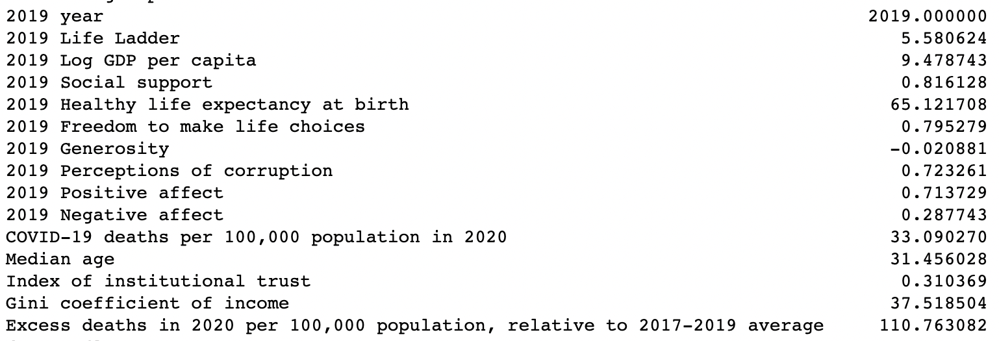 2019 year 2019.000000
2019 Life Ladder 5.580624
2019 Log GDP per capita 9.478743
2019 Social support 0.816128
2019 Healthy life expectancy at birth 65.121708
2019 Freedom to make life choices 0.795279
2019 Generosity -0.020881
2019 Perceptions of corruption 0.723261
2019 Positive affect 0.713729
2019 Negative affect 0.287743
COVID-19 deaths per 100,000 population in 2020 33.090270
Median age 31.456028
Index of institutional trust 0.310369
Gini coefficient of income 37.518504
Excess deaths in 2020 per 100,000 population, relative to 2017-2019 average 110.763082